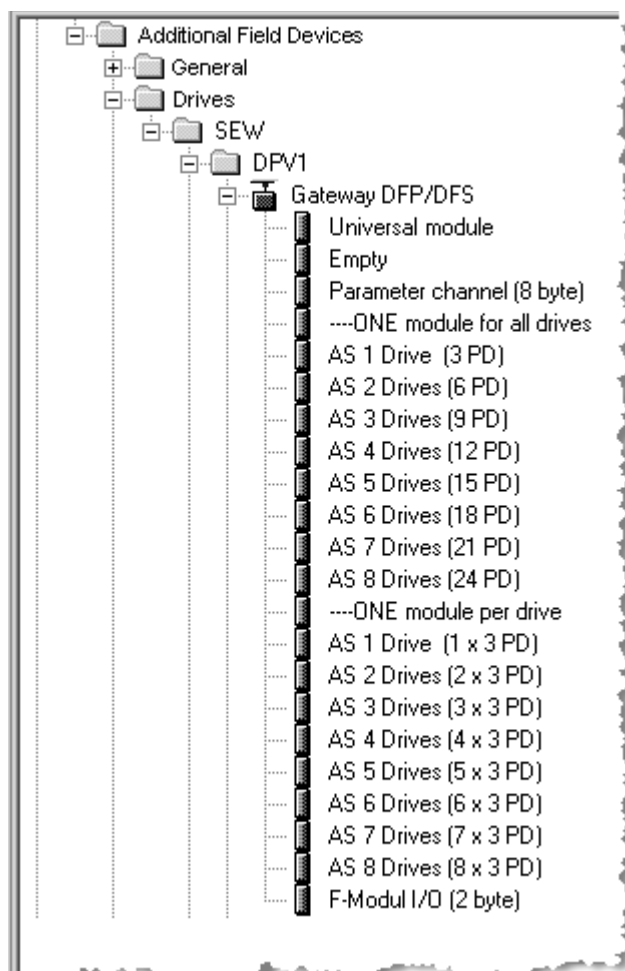 Additional Field Devices
General
Drives
SEW
DPV1
Gateway DFP/DFS
Universal module
Empty
Parameter channel (8 byte)
----ONE module for all drives
AS 1 Drive (3 PD)
AS 2 Drives (6 PD)
AS 3 Drives (9 PD)
AS 4 Drives (12 PD)
AS 5 Drives (15 PD)
AS 6 Drives (18 PD)
AS 7 Drives (21 PD)
AS 8 Drives (24 PD)
----ONE module per drive
AS 1 Drive (1 x 3 PD)
AS 2 Drives (2 x 3 PD)
AS 3 Drives (3 x 3 PD)
AS 4 Drives (4 x 3 PD)
AS 5 Drives (5 x 3 PD)
AS 6 Drives (6 x 3 PD)
AS 7 Drives (7 x 3 PD)
AS 8 Drives (8 x 3 PD)
F-Modul I/O (2 byte)